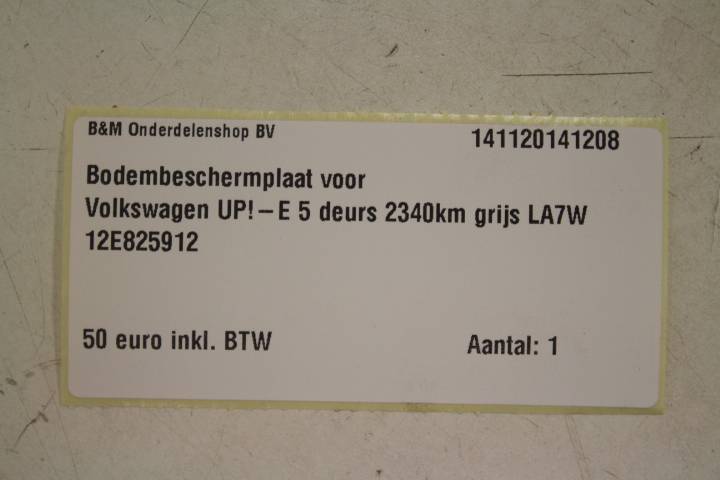 B&M Onderdelenshop BV
141120141208
Bodembeschermplaat voor
Volkswagen UP!-E 5 deurs 2340km grijs LA7W
12E825912
50 euro inkl. BTW
Aantal: 1